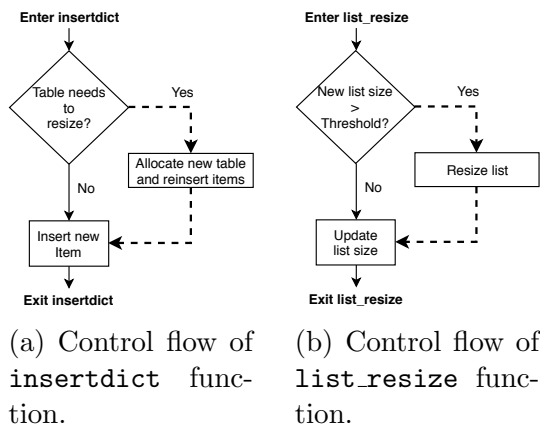 Enter insertdict
Table needs
to
resize?
Yes
Allocate new table
and reinsert items
No
Insert new
Item
Exit insertdict
(a) Control flow of
insertdict func-
tion.
Enter list_resize
New list size
>
Threshold?
Yes
Resize list
No
Update
list size
Exit list_resize
(b) Control flow of
list_resize func-
tion.